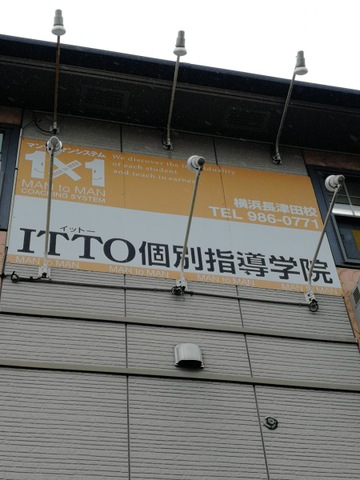 マンツーマンシステム
1×1
MAN to MAN
COACHING SYSTEM
We discover the
of each student
and teach in earnest
横浜長津田校
TEL 986-0771
イットー
ITTO個別指導学院
MAN to MAN MAN to MAN MAN to MAN MAN to MAN